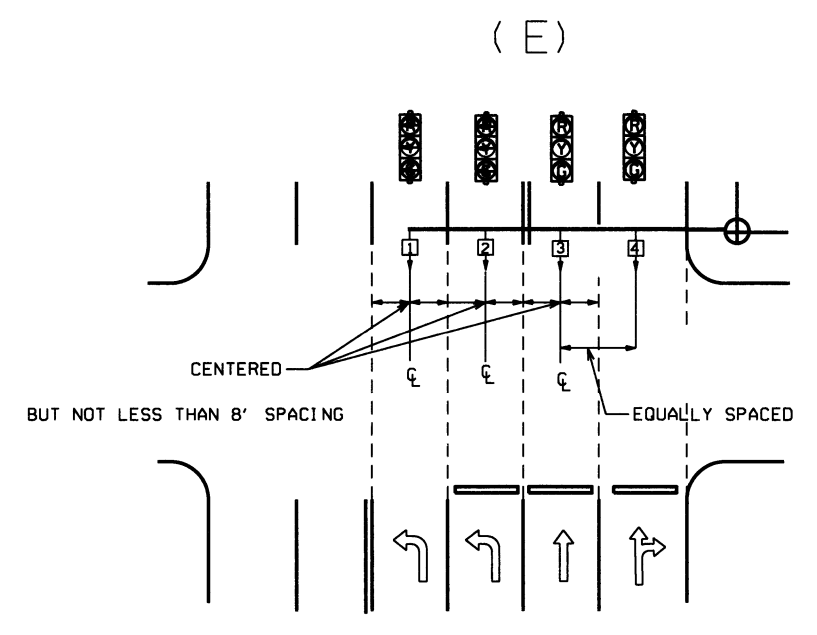 ( E )
R R
Y Y
G G
1 2 3 4
CENTERED
℄ ℄ ℄
BUT NOT LESS THAN 8' SPACING
EQUALLY SPACED